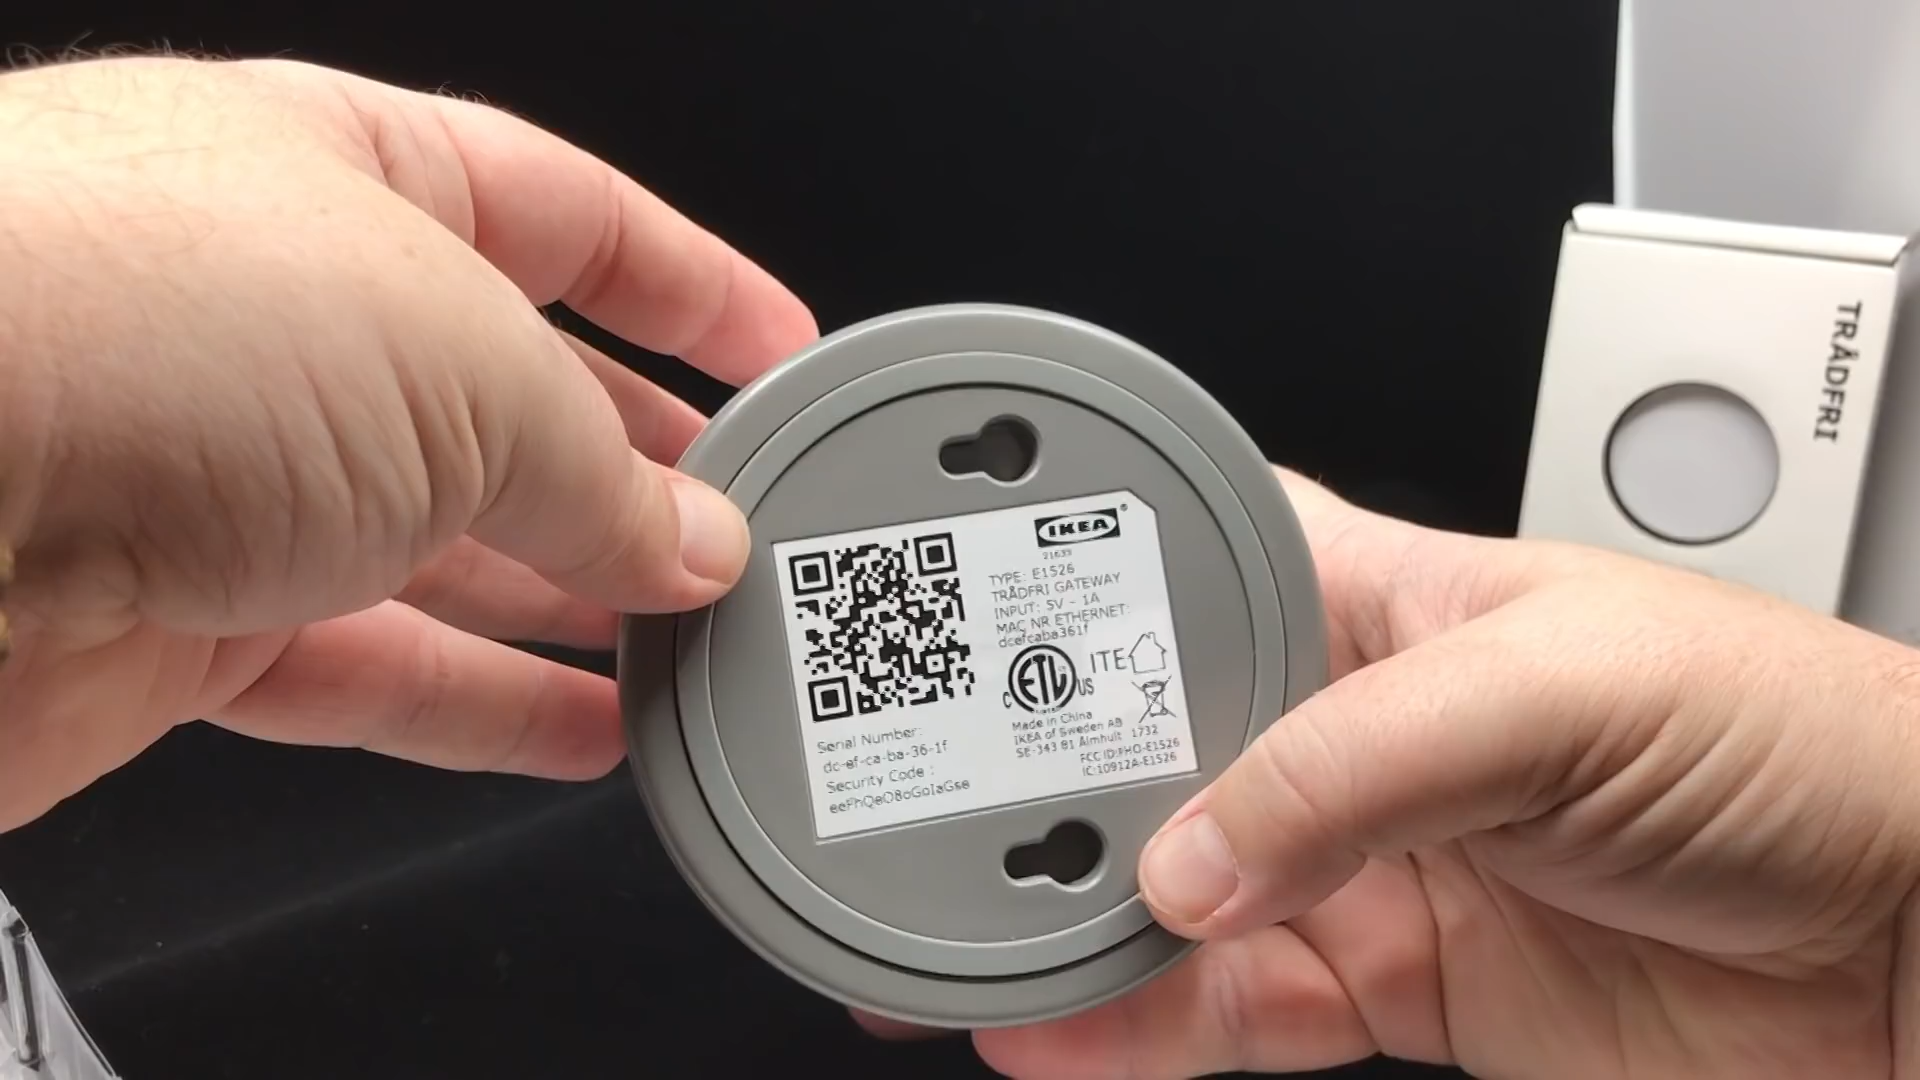 IKEA®
21633
TYPE: E1526
TRÅDFRI GATEWAY
INPUT: 5V - 1A
MAC NR ETHERNET:
dcefcaba361f
ETL
C US
ITE
Made in China
IKEA of Sweden AB
SE-343 81 Älmhult 1732
FCC ID:FHO-E1526
IC:10912A-E1526
Serial Number:
dc-ef-ca-ba-36-1f
Security Code :
TRÅDFRI